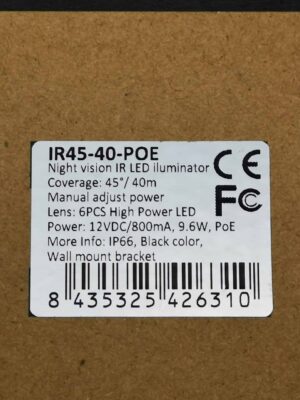 IR45-40-POE
Night vision IR LED iluminator
Coverage: 45°/ 40m
Manual adjust power
Lens: 6PCS High Power LED
Power: 12VDC/800mA, 9.6W, PoE
More Info: IP66, Black color,
Wall mount bracket
CE
FC
8 435325 426310